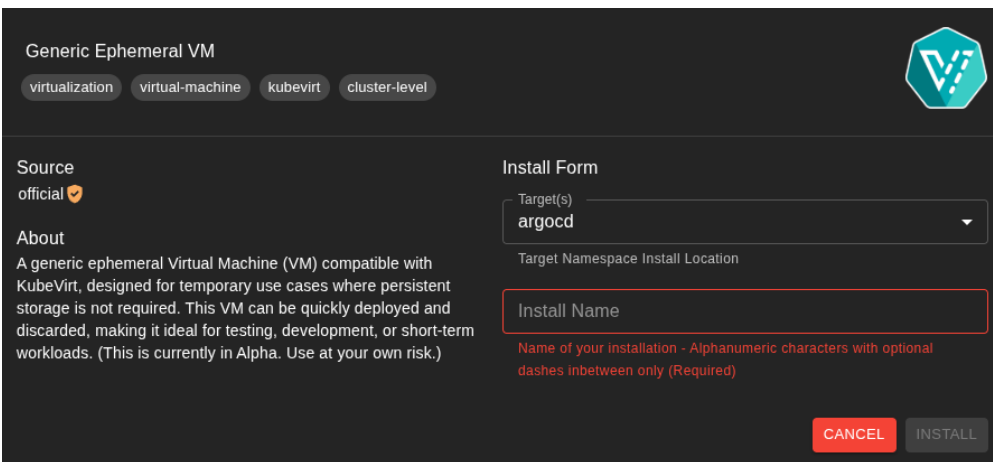 Generic Ephemeral VM
virtualization
virtual-machine
kubevirt
cluster-level
Source
official
About
A generic ephemeral Virtual Machine (VM) compatible with
KubeVirt, designed for temporary use cases where persistent
storage is not required. This VM can be quickly deployed and
discarded, making it ideal for testing, development, or short-term
workloads. (This is currently in Alpha. Use at your own risk.)
Install Form
Target(s)
argocd
Target Namespace Install Location
Install Name
Name of your installation - Alphanumeric characters with optional
dashes inbetween only (Required)
CANCEL
INSTALL